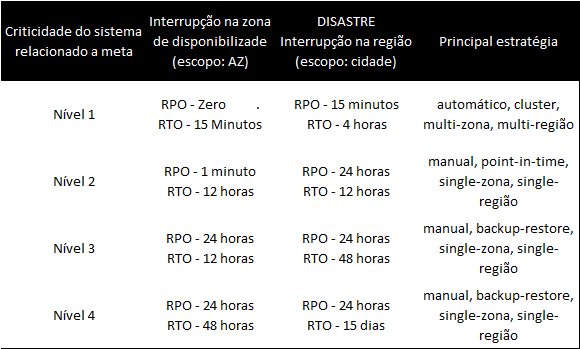 Criticidade do sistema
relacionado a meta
Interrupção na zona
de disponibilizade
(escopo: AZ)
DISASTRE
Interrupção na região
(escopo: cidade)
Principal estratégia
Nível 1
RPO - Zero .
RTO - 15 Minutos
RPO - 15 minutos
RTO - 4 horas
automático, cluster,
multi-zona, multi-região
Nível 2
RPO - 1 minuto
RTO - 12 horas
RPO - 24 horas
RTO - 12 horas
manual, point-in-time,
single-zona, single-
região
Nível 3
RPO - 24 horas
RTO - 12 horas
RPO - 24 horas
RTO - 48 horas
manual, backup-restore,
single-zona, single-
região
Nível 4
RPO - 24 horas
RTO - 48 horas
RPO - 24 horas
RTO - 15 dias
manual, backup-restore,
single-zona, single-
região